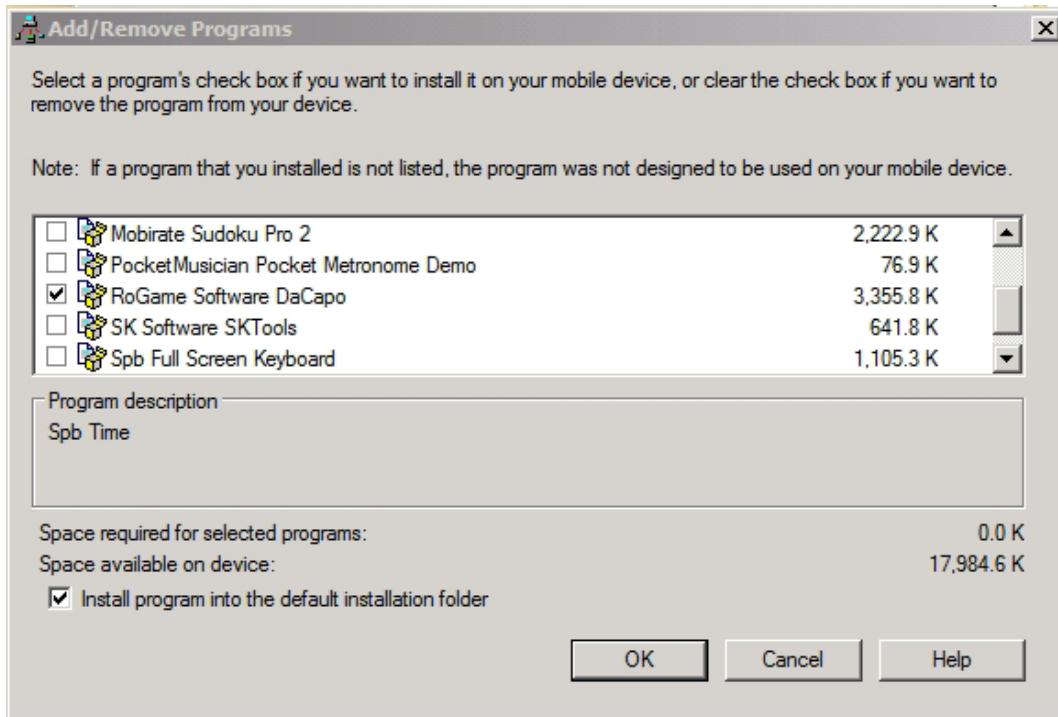 Add/Remove Programs
Select a program's check box if you want to install it on your mobile device, or clear the check box if you want to
remove the program from your device.
Note:  If a program that you installed is not listed, the program was not designed to be used on your mobile device.
Mobirate Sudoku Pro 2 2,222.9 K
PocketMusician Pocket Metronome Demo 76.9 K
RoGame Software DaCapo 3,355.8 K
SK Software SKTools 641.8 K
Spb Full Screen Keyboard 1,105.3 K
Program description
Spb Time
Space required for selected programs: 0.0 K
Space available on device: 17,984.6 K
Install program into the default installation folder
OK Cancel Help